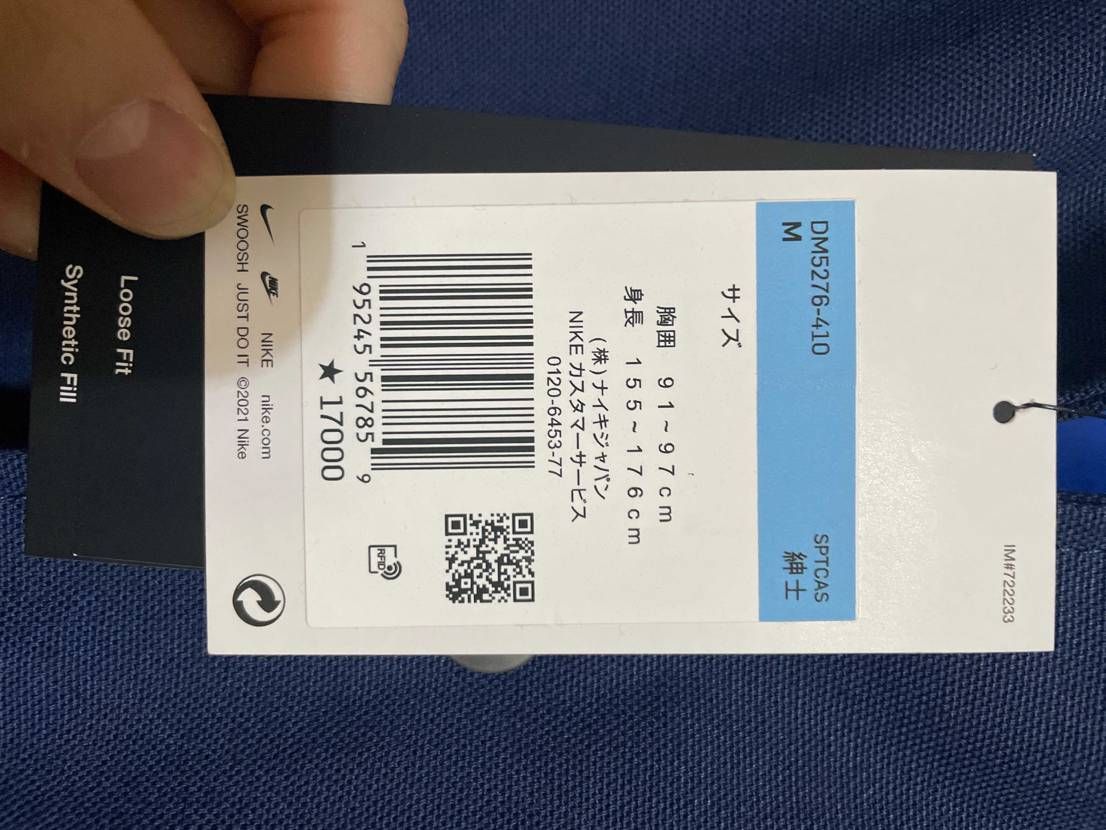 IM#722233
DM5276-410 SPTCAS
M 紳士
サイズ
胸囲 91~97cm
身長 155~176cm
(株)ナイキジャパン
NIKE カスタマーサービス
0120-6453-77
1 95245 56785 9
★17000
RFID
NIKE
NIKE nike.com
SWOOSH JUST DO IT ©2021 Nike
Loose Fit
Synthetic Fill